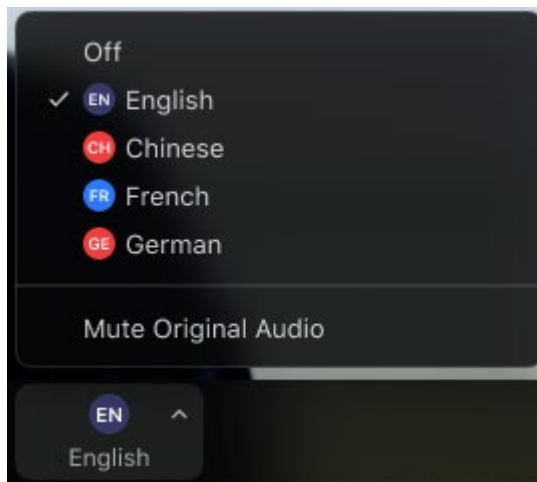 Off
EN English
CH Chinese
FR French
GE German
Mute Original Audio
EN
English